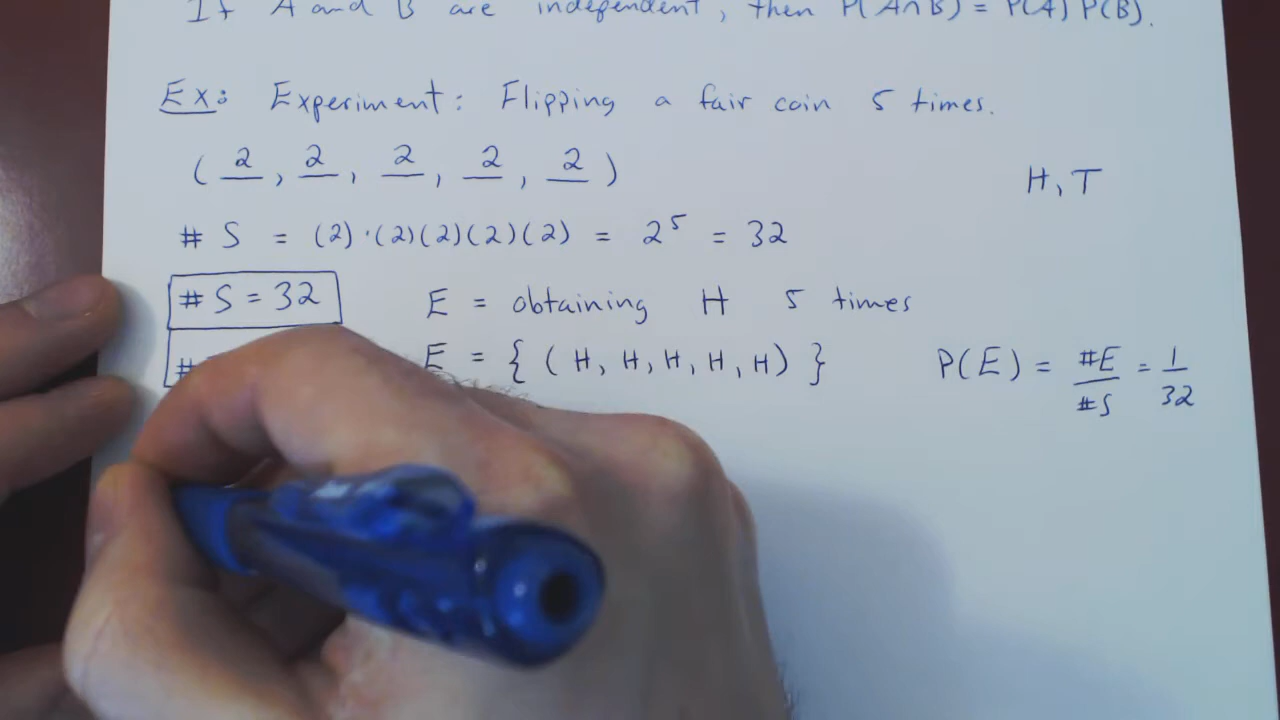 If A and B are independent, then P(A∩B) = P(A) P(B).
Ex: Experiment: Flipping a fair coin 5 times.
( 2, 2, 2, 2, 2 )
H, T
# S = (2)·(2)(2)(2)(2) = 2⁵ = 32
# S = 32
E = obtaining H 5 times
#
E = { ( H, H, H, H, H ) }
P(E) = #E/#S = 1/32